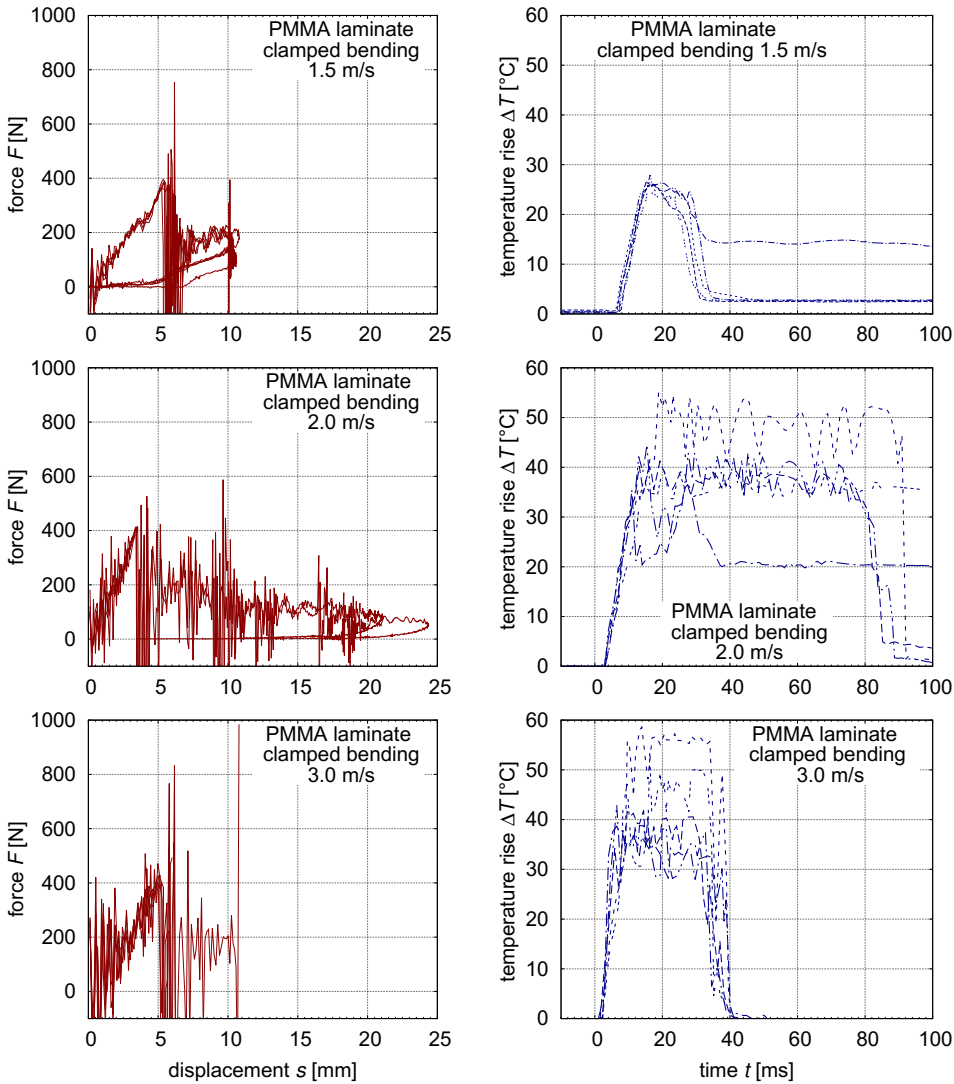 1000
800
600
400
200
0
force F [N]
PMMA laminate
clamped bending
1.5 m/s
0 5 10 15 20 25
60
50
40
30
20
10
0
temperature rise Δ T [°C]
PMMA laminate
clamped bending 1.5 m/s
0 20 40 60 80 100
1000
800
600
400
200
0
force F [N]
PMMA laminate
clamped bending
2.0 m/s
0 5 10 15 20 25
60
50
40
30
20
10
0
temperature rise Δ T [°C]
PMMA laminate
clamped bending
2.0 m/s
0 20 40 60 80 100
1000
800
600
400
200
0
force F [N]
PMMA laminate
clamped bending
3.0 m/s
0 5 10 15 20 25
displacement s [mm]
60
50
40
30
20
10
0
temperature rise Δ T [°C]
PMMA laminate
clamped bending
3.0 m/s
0 20 40 60 80 100
time t [ms]